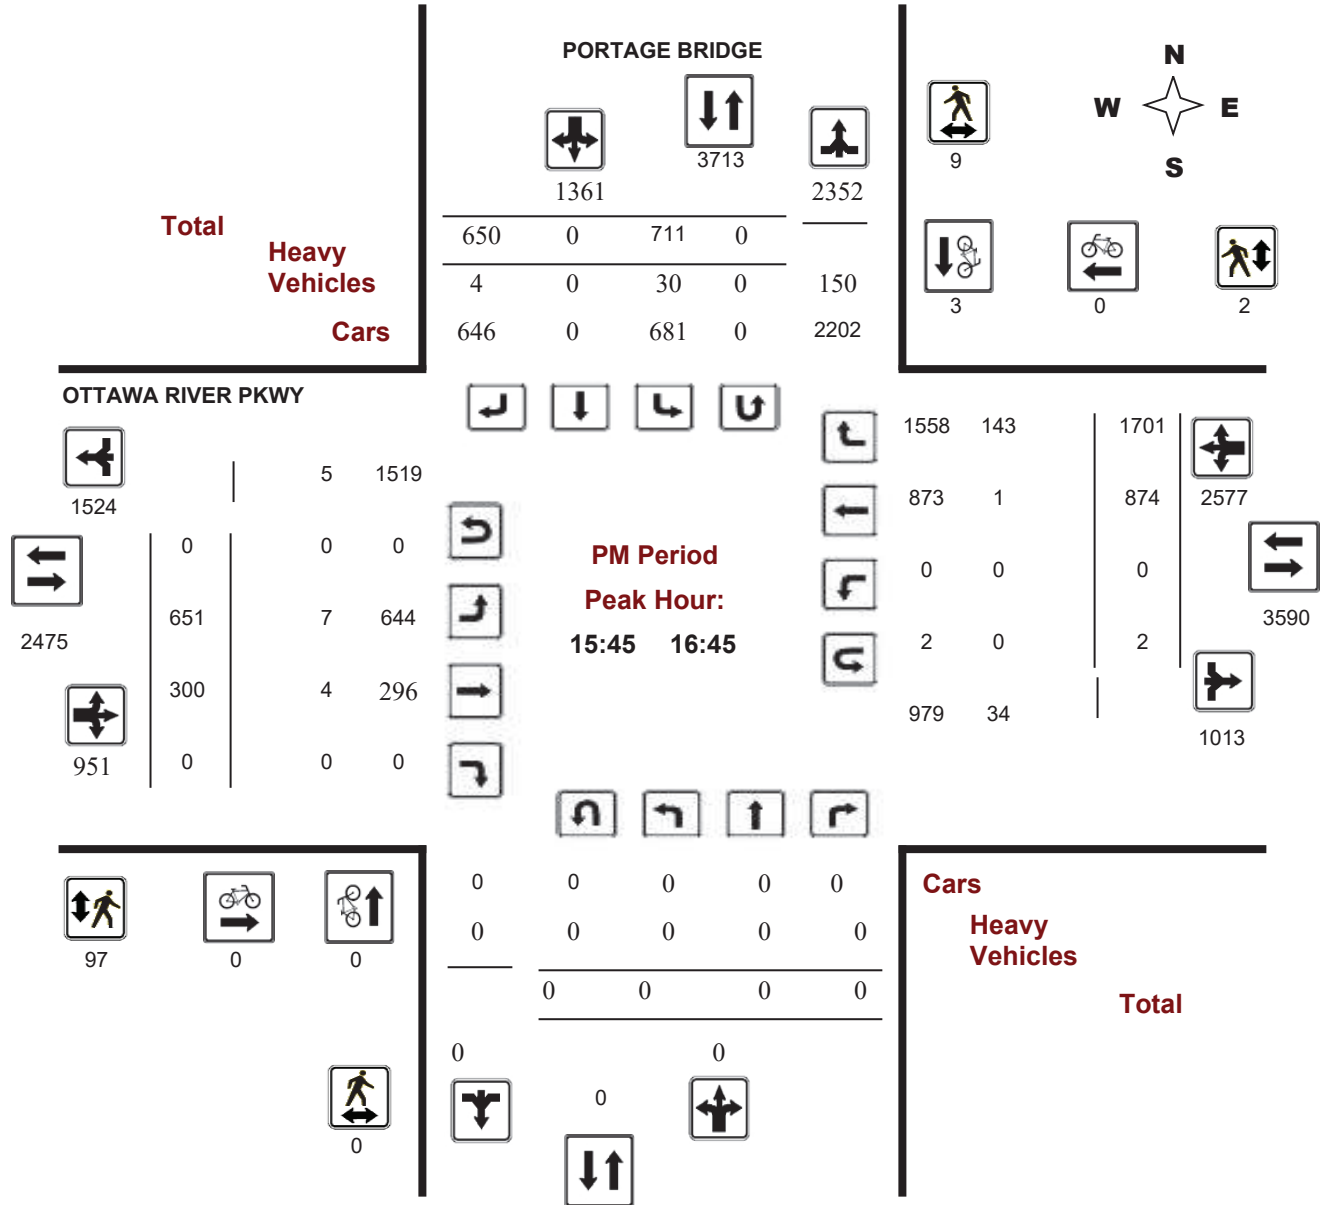 PORTAGE BRIDGE
N
W E
S
3713
9
1361 2352
Total
650 0 711 0
Heavy
Vehicles
4 0 30 0 150
Cars
646 0 681 0 2202
3 0 2
OTTAWA RIVER PKWY
1558 143 1701
5 1519
1524
873 1 874 2577
0 0 0
PM Period
0 0 0
Peak Hour:
651 7 644
3590
2475
15:45 16:45
2 0 2
300 4 296
979 34
1013
951 0 0 0
0 0 0 0 0
Cars
0 0 0 0 0
Heavy
Vehicles
97 0 0
0 0 0 0
Total
0 0
0
0